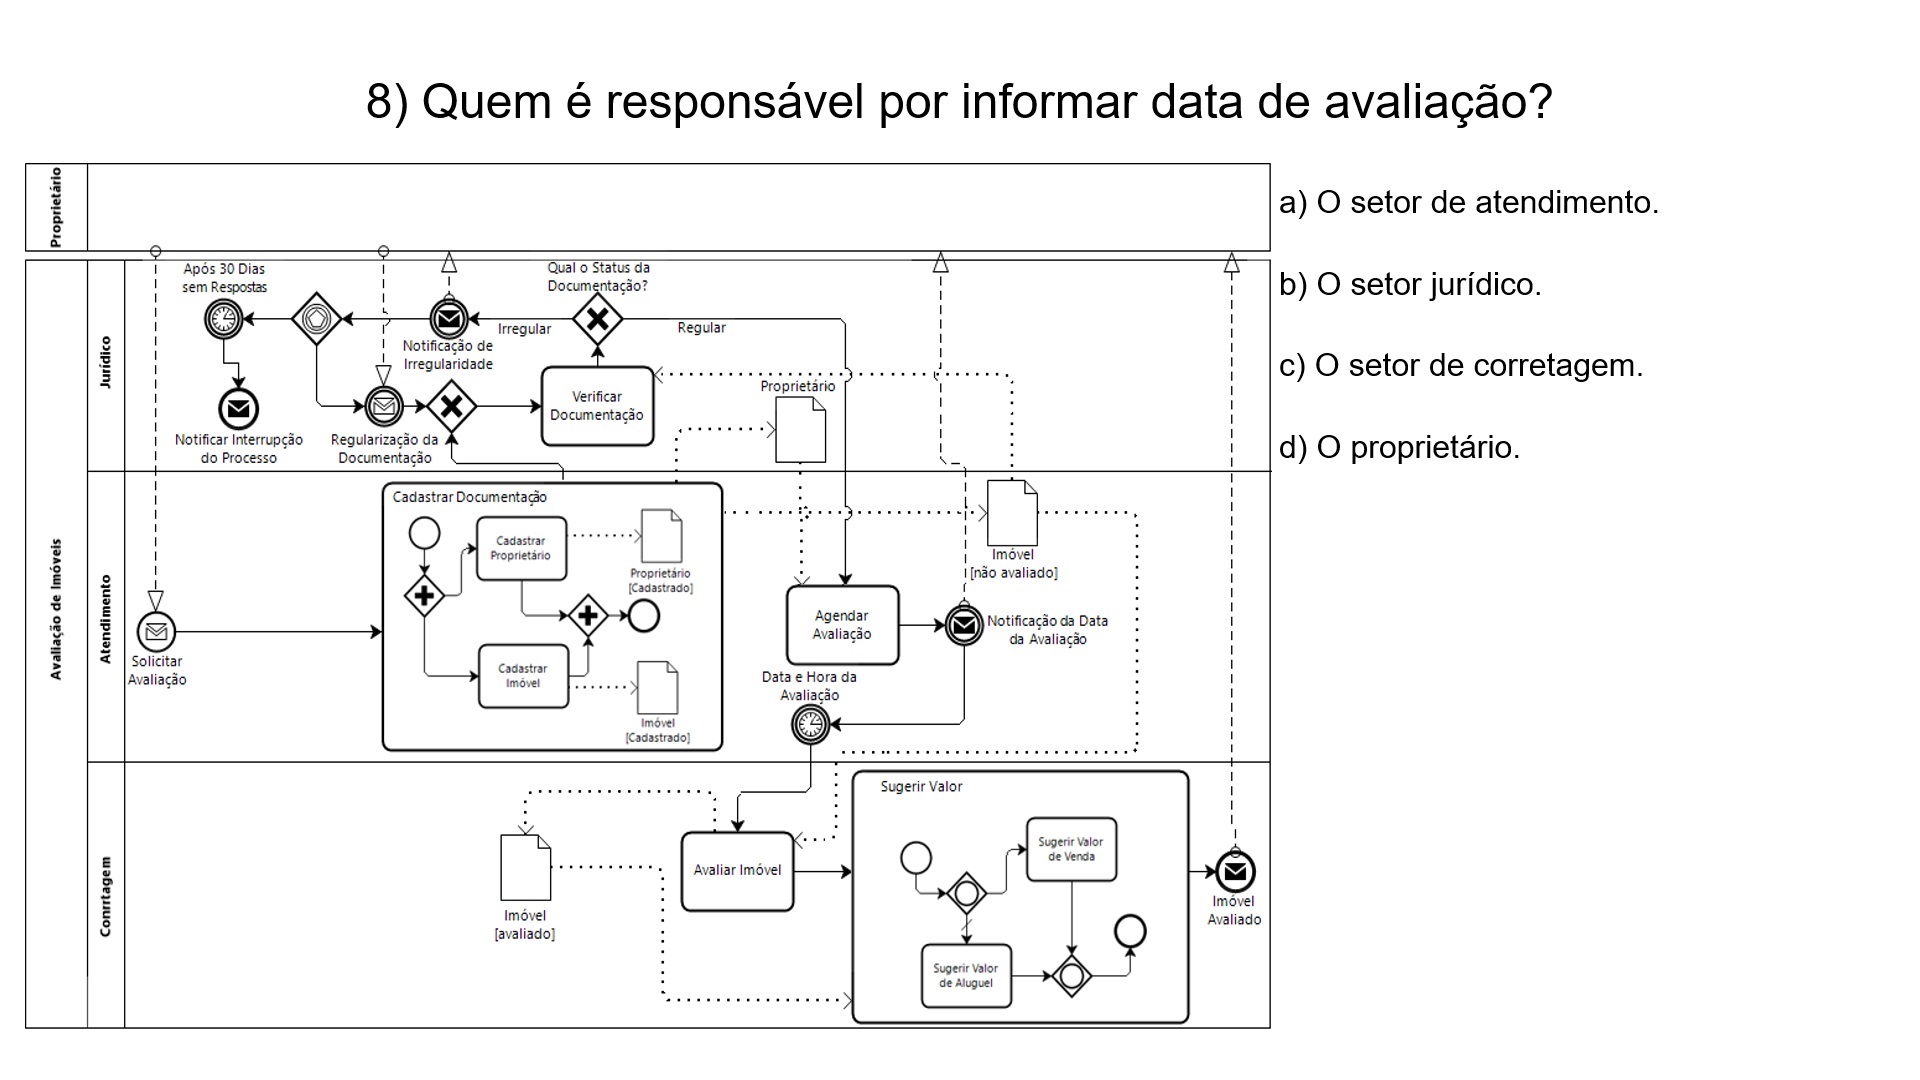 8) Quem é responsável por informar data de avaliação?
Proprietário
a) O setor de atendimento.
b) O setor jurídico.
c) O setor de corretagem.
d) O proprietário.
Avaliação de Imóveis
Jurídico
Após 30 Dias
sem Respostas
Qual o Status da
Documentação?
Irregular
Regular
Notificação de
Irregularidade
Verificar
Documentação
Proprietário
Notificar Interrupção
do Processo
Regularização da
Documentação
Atendimento
Cadastrar Documentação
Cadastrar
Proprietário
Proprietário
[Cadastrado]
Cadastrar
Imóvel
Imóvel
[Cadastrado]
Solicitar
Avaliação
Imóvel
[não avaliado]
Agendar
Avaliação
Notificação da Data
da Avaliação
Data e Hora da
Avaliação
Conrrtagem
Sugerir Valor
Sugerir Valor
de Venda
Avaliar Imóvel
Imóvel
[avaliado]
Sugerir Valor
de Aluguel
Imóvel
Avaliado